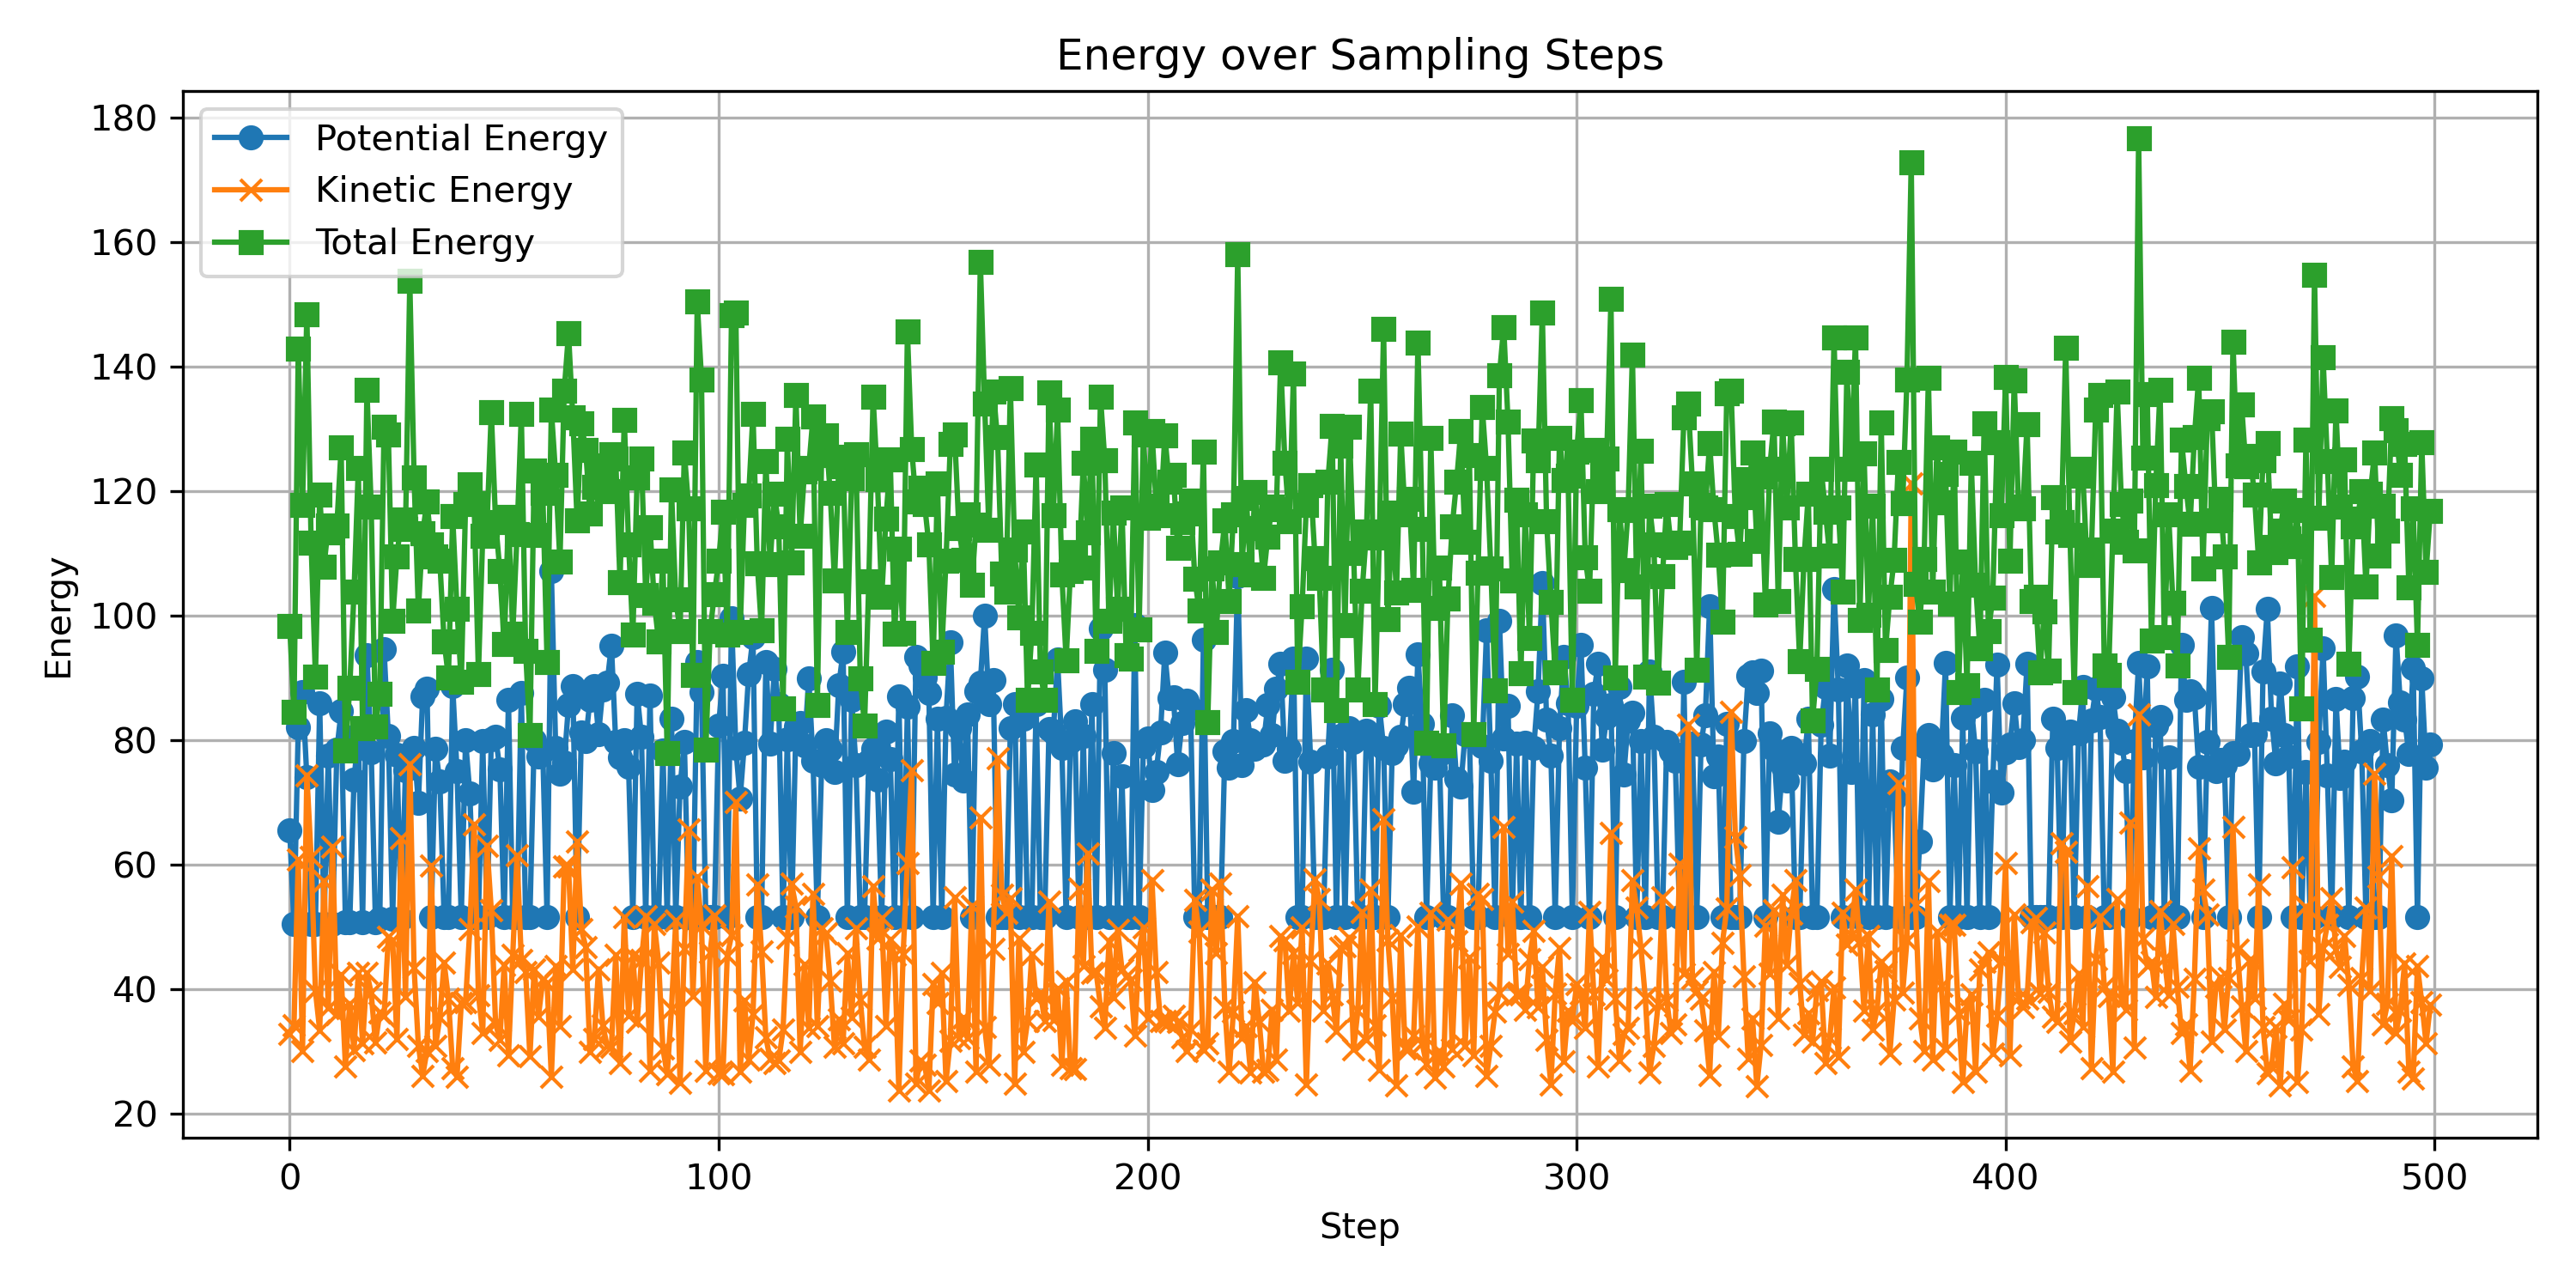 Energy over Sampling Steps
Potential Energy
Kinetic Energy
Total Energy
180
160
140
120
100
80
60
40
20
Energy
0 100 200 300 400 500
Step